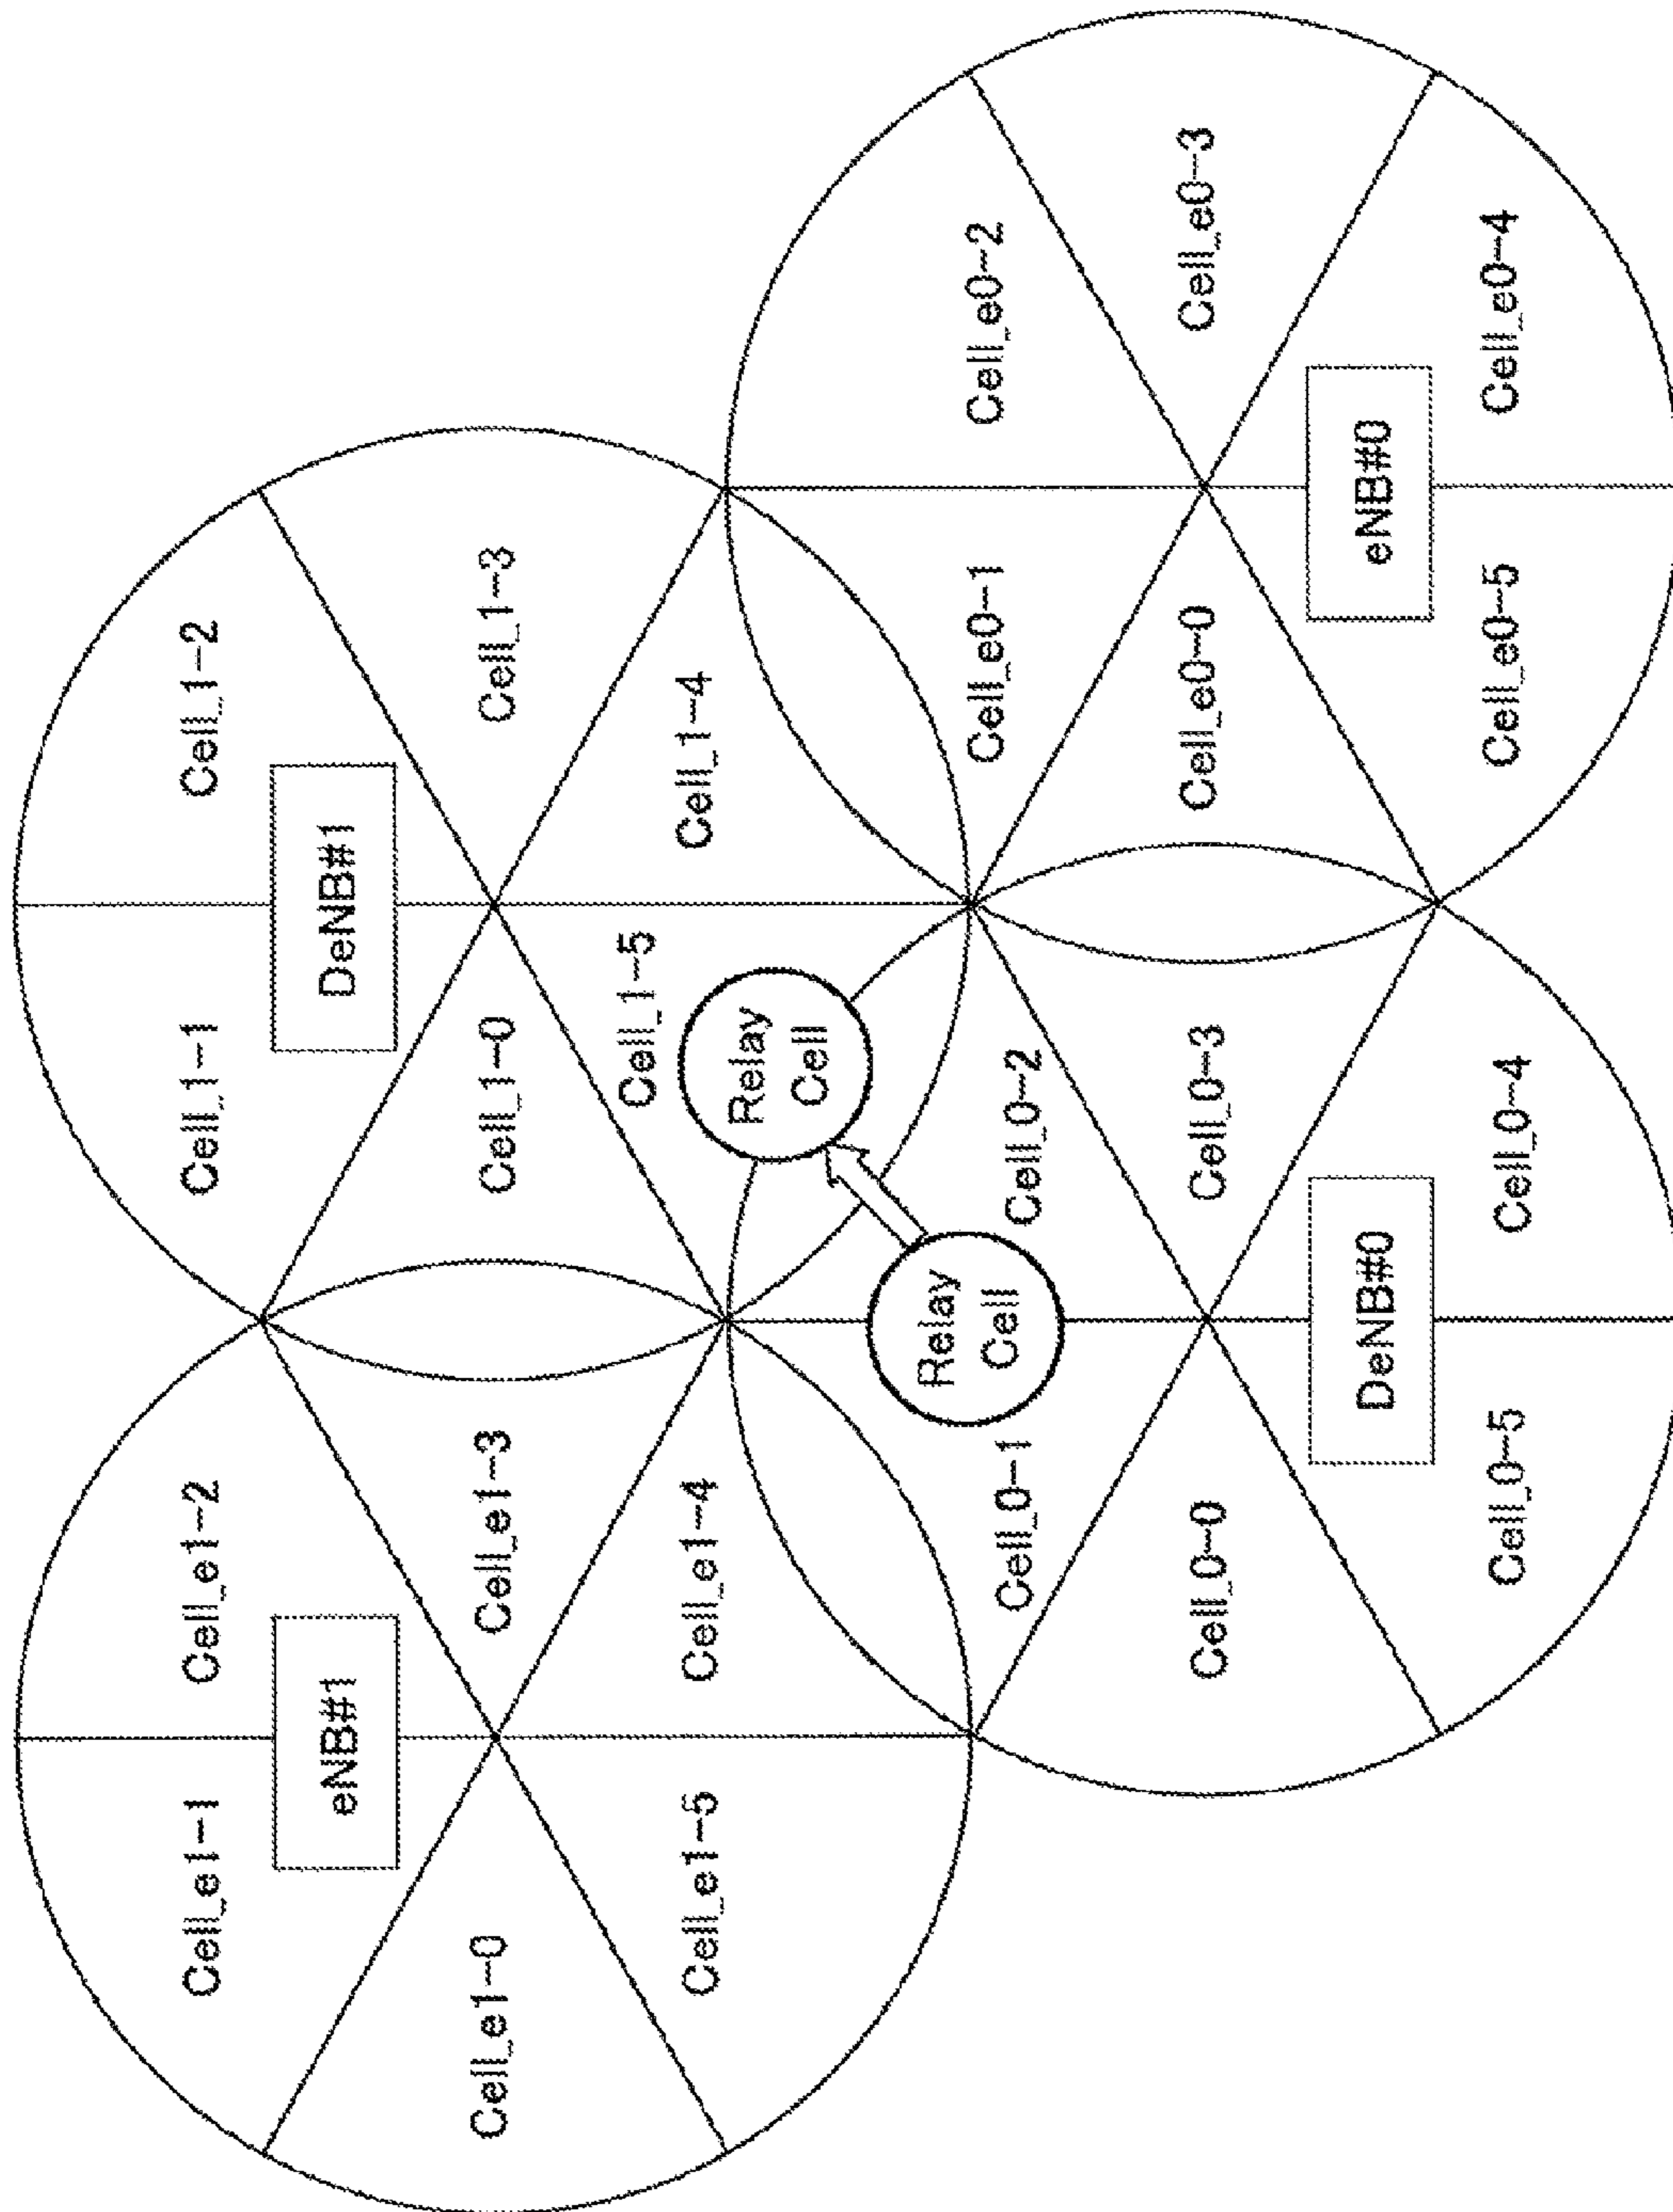 Cell_e1-1
Cell_e1-2
Cell_1-1
Cell_1-2
eNB#1
DeNB#1
Cell_e1-0
Cell_e1-3
Cell_1-0
Cell_1-3
Cell_e1-5
Cell_e1-4
Cell_1-5
Cell_1-4
Relay
Cell
Relay
Cell
Cell_0-1
Cell_0-2
Cell_e0-1
Cell_e0-2
Cell_0-0
Cell_0-3
Cell_e0-0
Cell_e0-3
DeNB#0
eNB#0
Cell_0-5
Cell_0-4
Cell_e0-5
Cell_e0-4